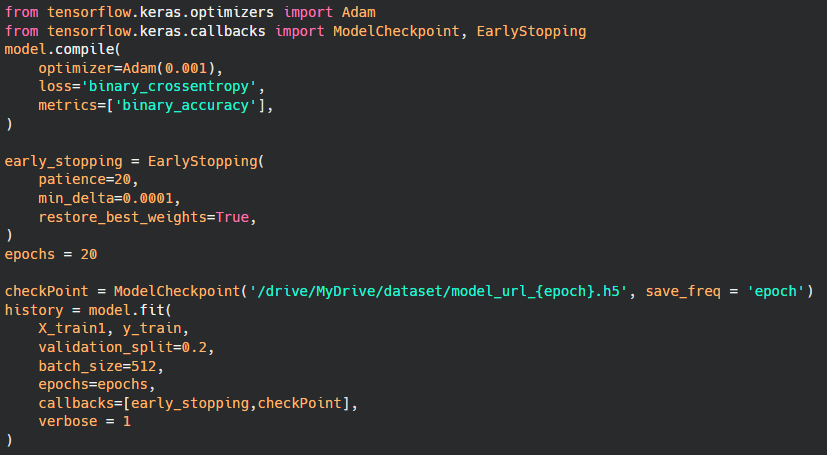 from tensorflow.keras.optimizers import Adam
from tensorflow.keras.callbacks import ModelCheckpoint, EarlyStopping
model.compile(
    optimizer=Adam(0.001),
    loss='binary_crossentropy',
    metrics=['binary_accuracy'],
)

early_stopping = EarlyStopping(
    patience=20,
    min_delta=0.0001,
    restore_best_weights=True,
)
epochs = 20

checkPoint = ModelCheckpoint('/drive/MyDrive/dataset/model_url_{epoch}.h5', save_freq = 'epoch')
history = model.fit(
    X_train1, y_train,
    validation_split=0.2,
    batch_size=512,
    epochs=epochs,
    callbacks=[early_stopping,checkPoint],
    verbose = 1
)